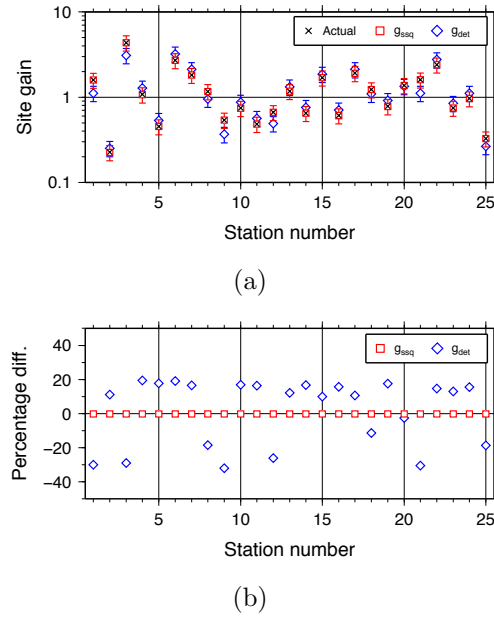 (a)
Actual g_ssq g_det
10
1
0.1
Site gain
5 10 15 20 25
Station number
(a)
g_ssq g_det
40
20
0
−20
−40
Percentage diff.
5 10 15 20 25
Station number
(b)